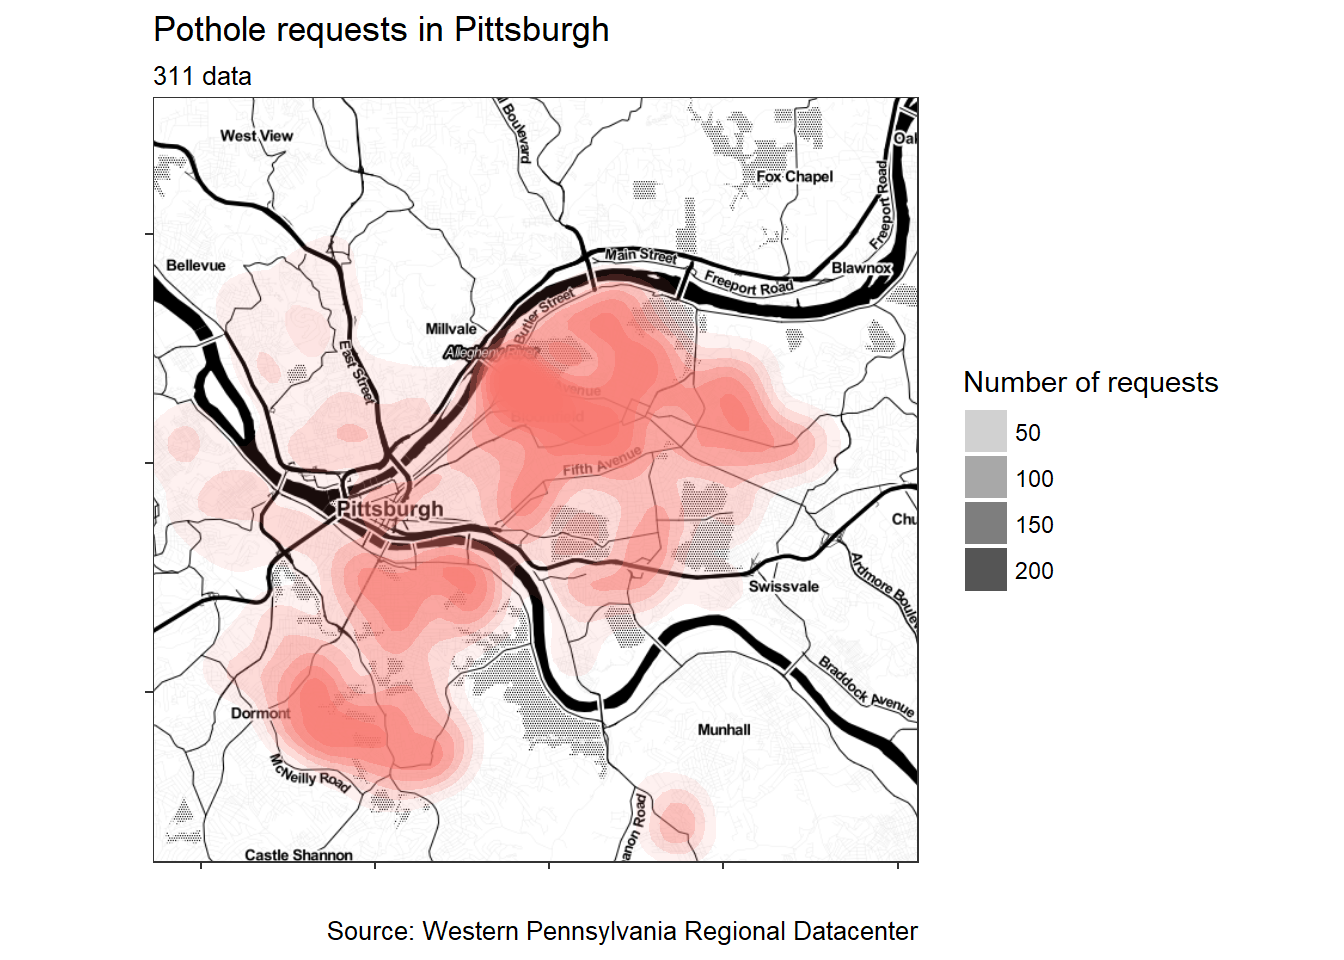 Pothole requests in Pittsburgh
311 data
Boulevard
West View
Oak
Fox Chapel
Freeport Road
Main Street
Bellevue
Blawnox
Freeport Road
Butler Street
Millvale
Allegheny River
East Street
Avenue
Fifth Avenue
Pittsburgh
Chu
Swissvale
Ardmore Boulev
Braddock Avenue
Dormont
Munhall
McNeilly Road
anon Road
Castle Shannon
Number of requests
50
100
150
200
Source: Western Pennsylvania Regional Datacenter